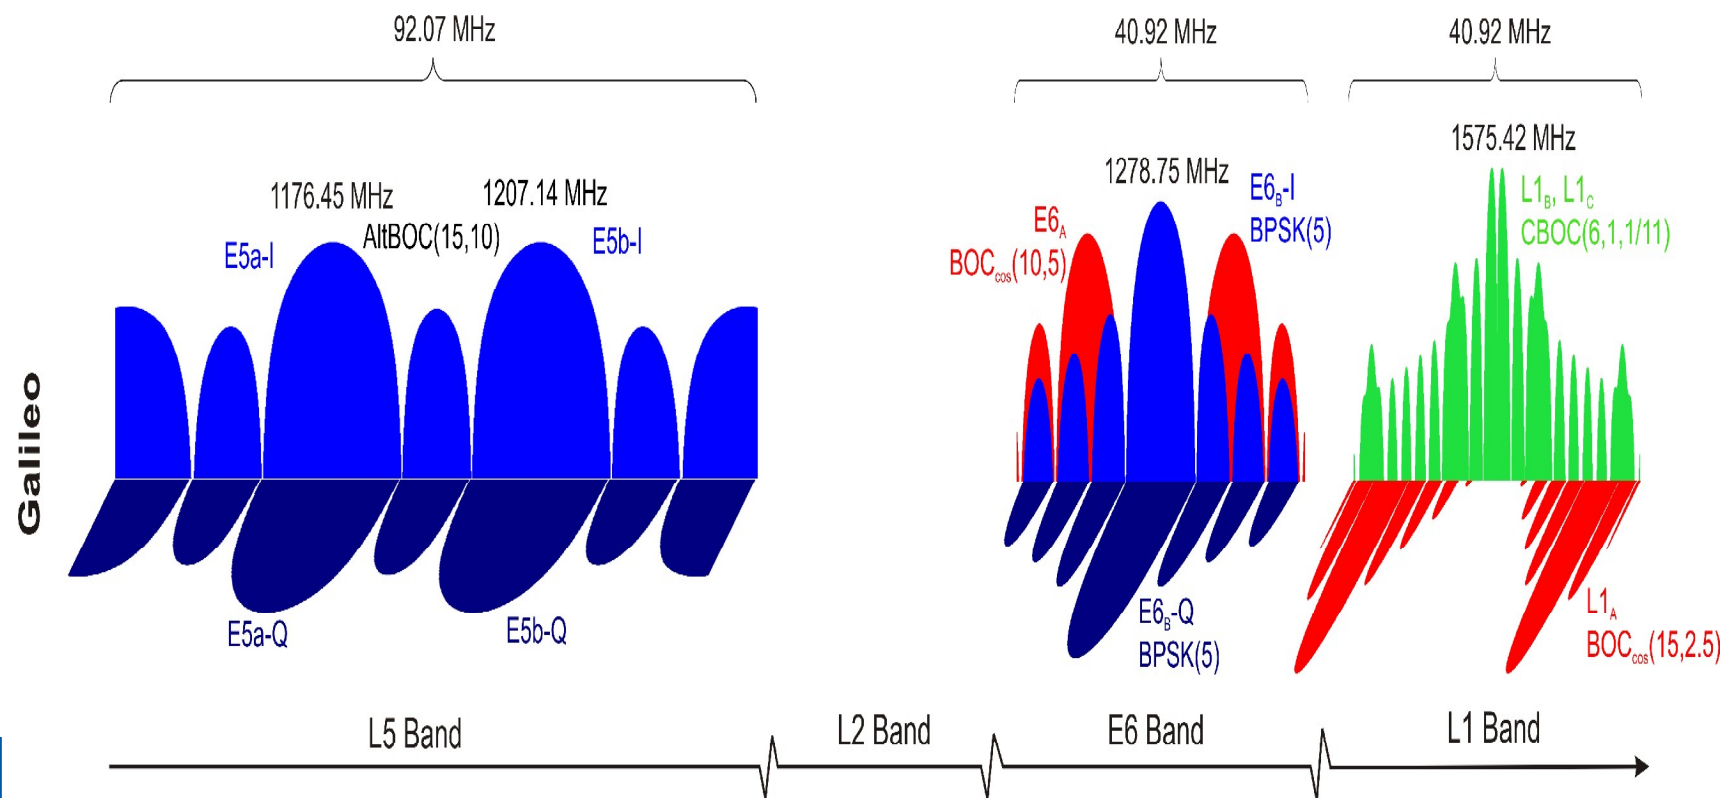 92.07 MHz
40.92 MHz
40.92 MHz
1575.42 MHz
1278.75 MHz
1176.45 MHz
1207.14 MHz
AltBOC(15,10)
E5a-I
E5b-I
E6A
BOCcos(10,5)
E6B-I
BPSK(5)
L1B, L1C
CBOC(6,1,1/11)
Galileo
E5a-Q
E5b-Q
E6B-Q
BPSK(5)
L1A
BOCcos(15,2.5)
L5 Band
L2 Band
E6 Band
L1 Band